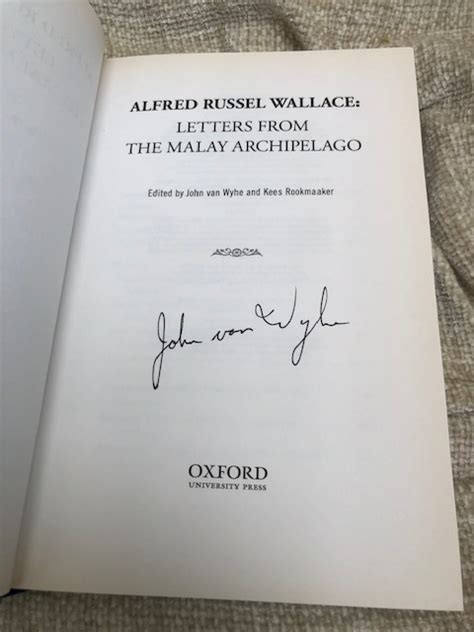 ALFRED RUSSEL WALLACE:
LETTERS FROM
THE MALAY ARCHIPELAGO
Edited by John van Wyhe and Kees Rookmaaker
John van Wyhe
OXFORD
UNIVERSITY PRESS